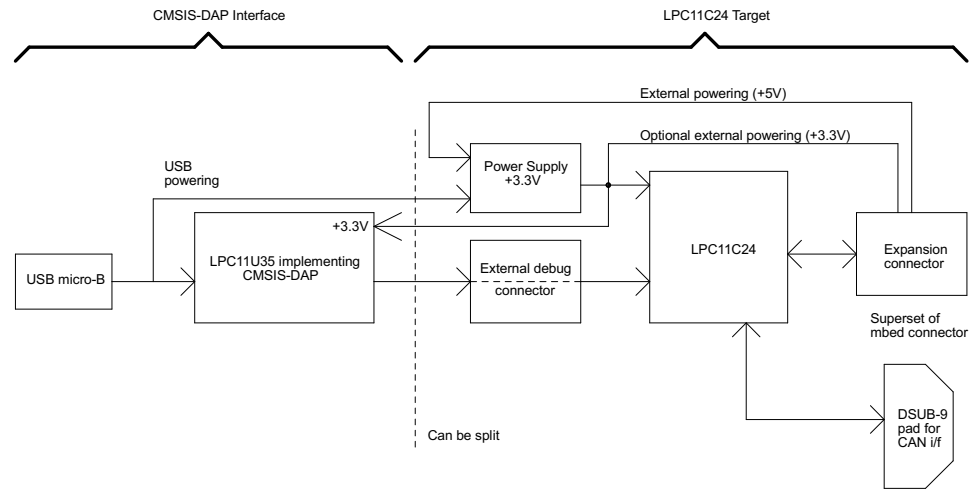 CMSIS-DAP Interface
LPC11C24 Target
External powering (+5V)
Optional external powering (+3.3V)
USB
powering
Power Supply
+3.3V
+3.3V
LPC11U35 implementing
CMSIS-DAP
USB micro-B
External debug
connector
LPC11C24
Expansion
connector
Superset of
mbed connector
DSUB-9
pad for
CAN i/f
Can be split